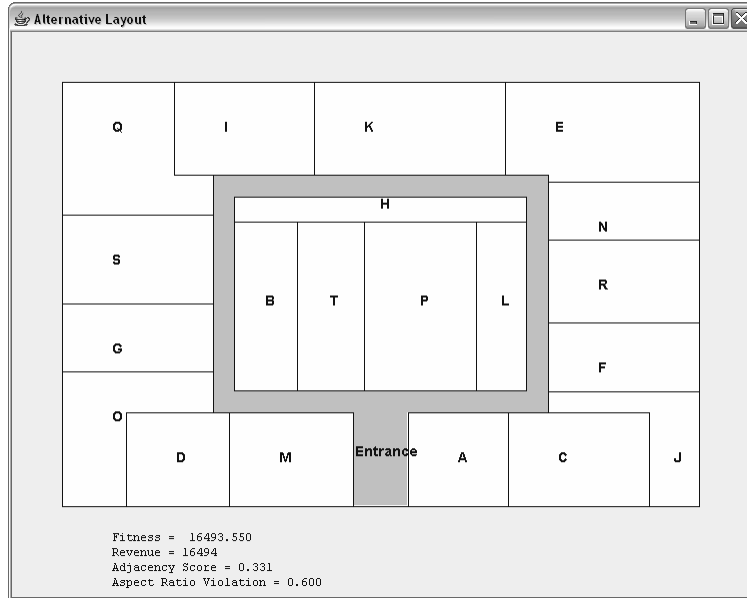 Alternative Layout
Q I K E
H
N
S
B T P L
R
G
F
O
Entrance
D M A C J
Fitness = 16493.550
Revenue = 16494
Adjacency Score = 0.331
Aspect Ratio Violation = 0.600